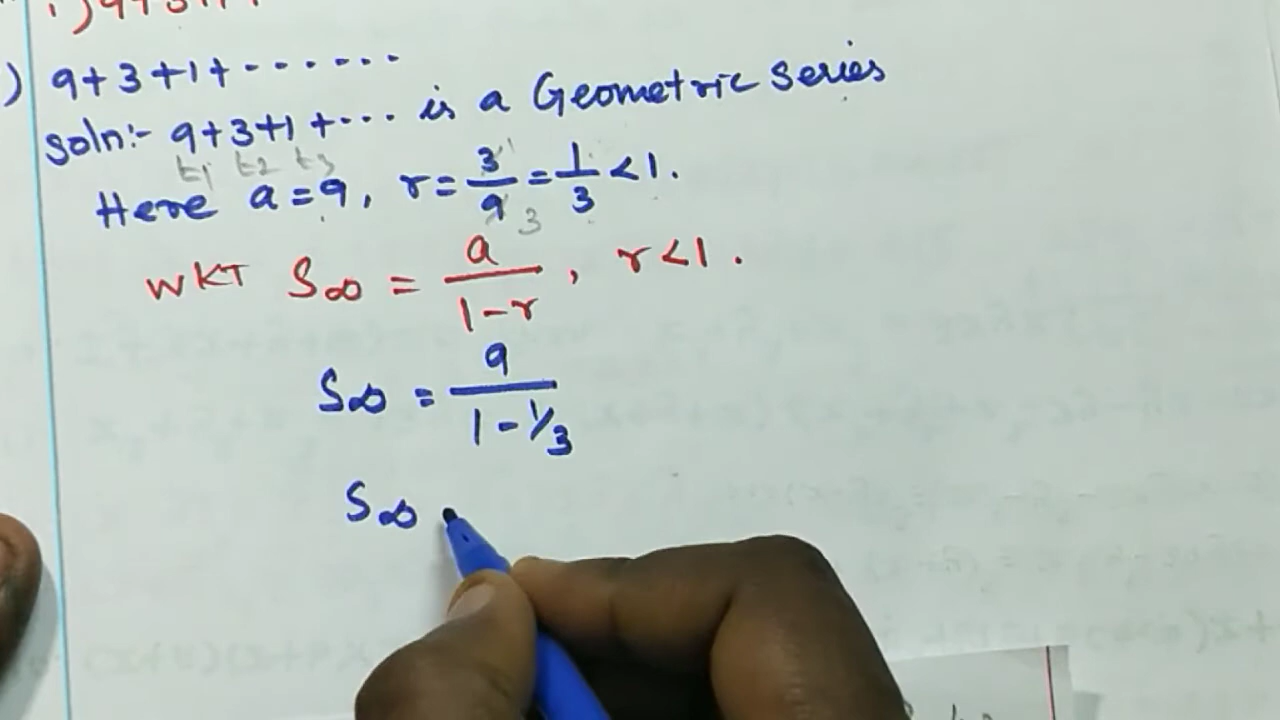 ) 9+3+1+.......
Soln:- 9+3+1+... is a Geometric Series
t1 t2 t3
Here a=9, r=3/9=1/3<1.
1
3
WKT S∞ = a/1-r, r<1.
S∞ = 9/1-1/3
S∞